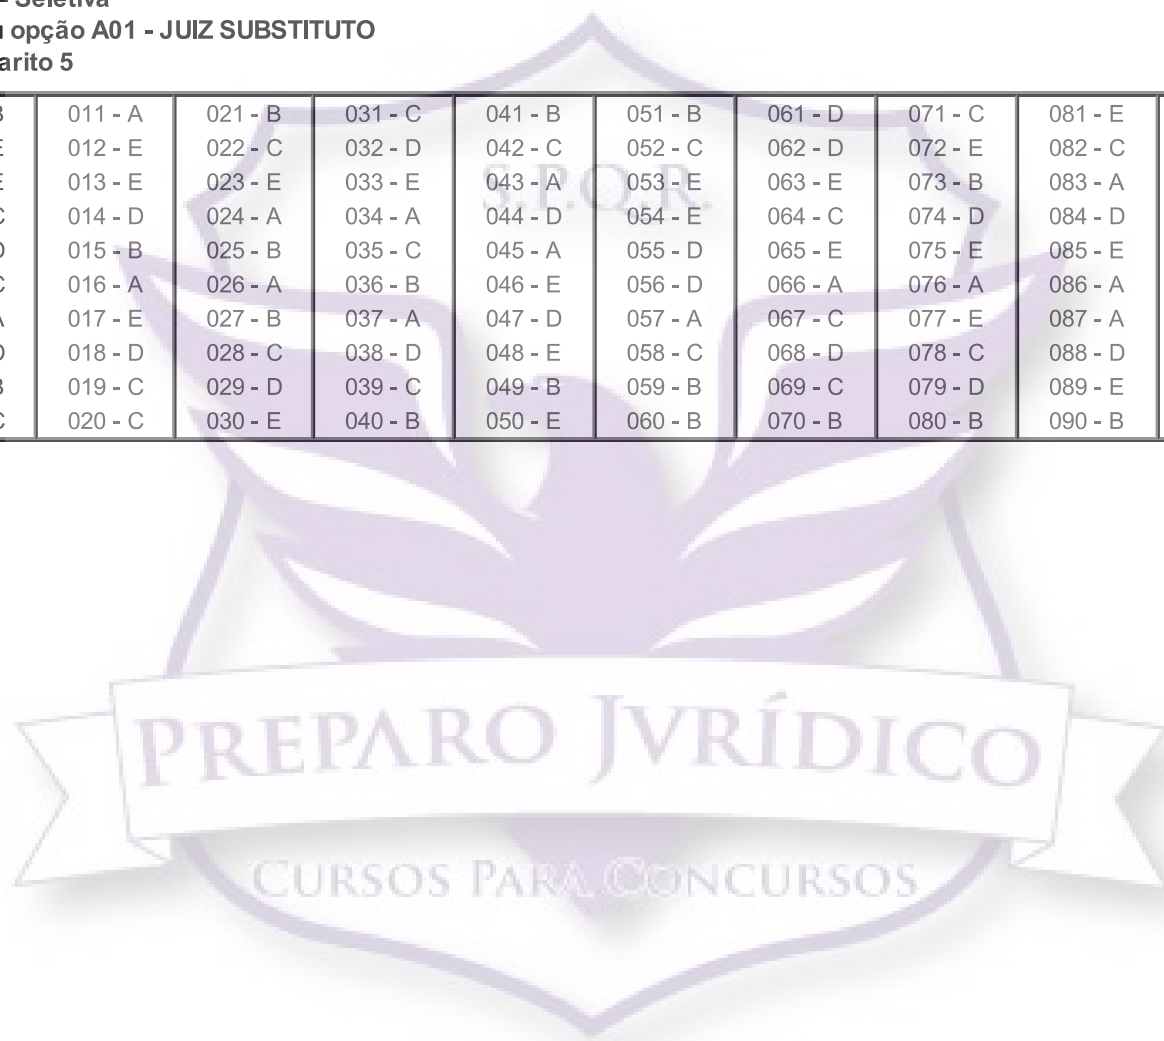 - Seletiva
opção A01 - JUIZ SUBSTITUTO
arito 5
B 011 - A 021 - B 031 - C 041 - B 051 - B 061 - D 071 - C 081 - E
E 012 - E 022 - C 032 - D 042 - C 052 - C 062 - D 072 - E 082 - C
E 013 - E 023 - E 033 - E 043 - A 053 - E 063 - E 073 - B 083 - A
C 014 - D 024 - A 034 - A 044 - D 054 - E 064 - C 074 - D 084 - D
D 015 - B 025 - B 035 - C 045 - A 055 - D 065 - E 075 - E 085 - E
C 016 - A 026 - A 036 - B 046 - E 056 - D 066 - A 076 - A 086 - A
A 017 - E 027 - B 037 - A 047 - D 057 - A 067 - C 077 - E 087 - A
D 018 - D 028 - C 038 - D 048 - E 058 - C 068 - D 078 - C 088 - D
B 019 - C 029 - D 039 - C 049 - B 059 - B 069 - C 079 - D 089 - E
C 020 - C 030 - E 040 - B 050 - E 060 - B 070 - B 080 - B 090 - B
S.P.Q.R.
PREPARO JVRÍDICO
CURSOS PARA CONCURSOS